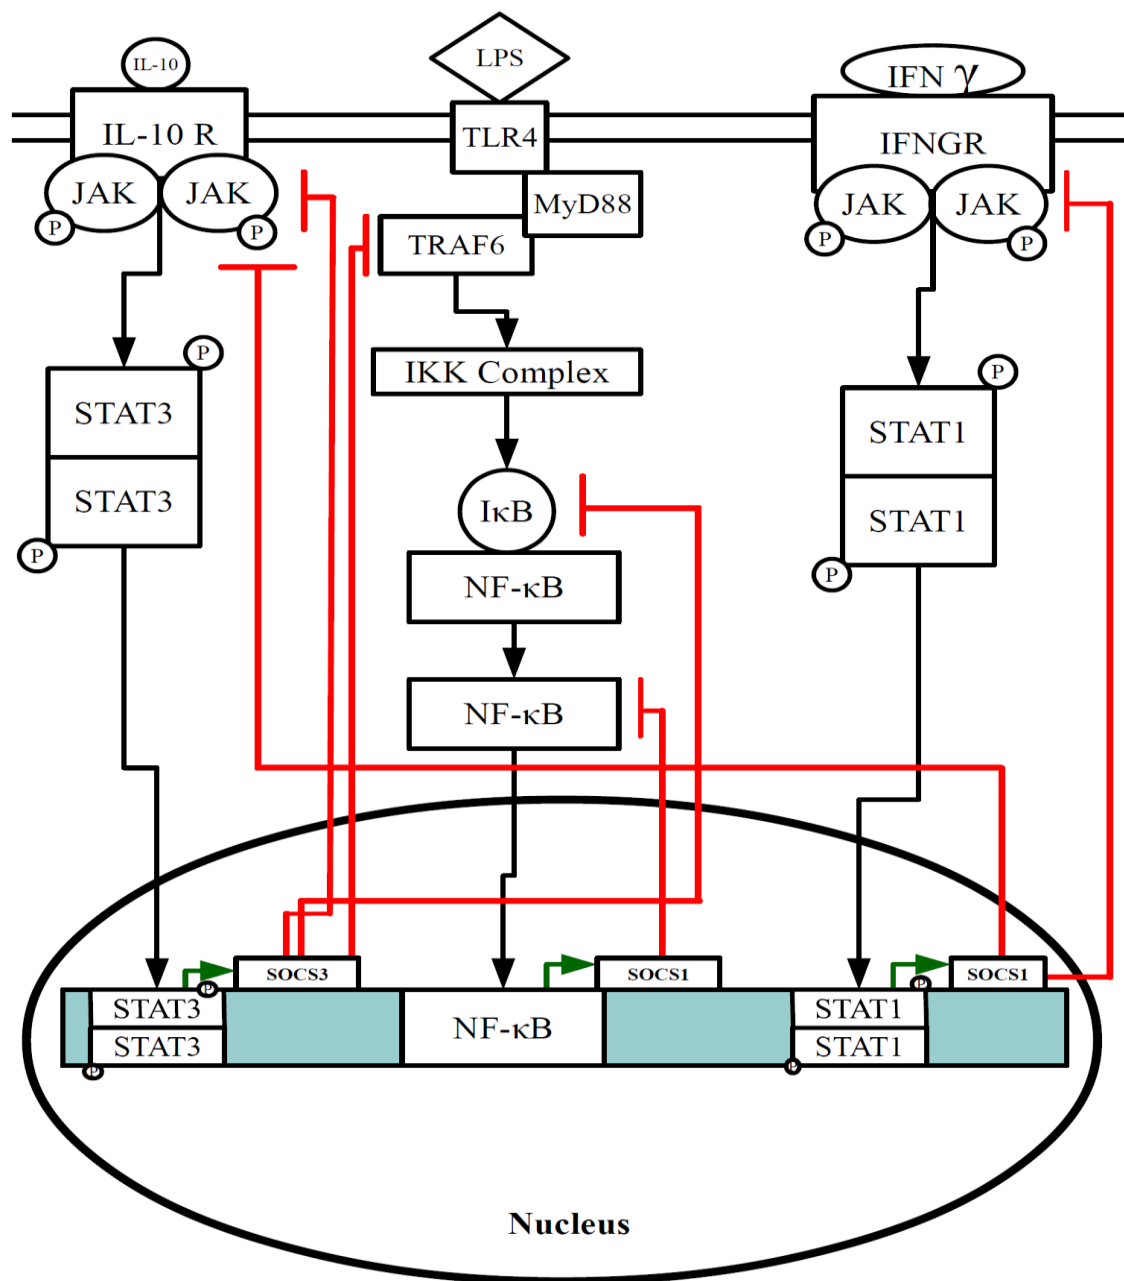 IL-10
LPS
IFN γ
IL-10 R
TLR4
IFNGR
JAK
JAK
MyD88
JAK
JAK
P
P
TRAF6
P
P
P
IKK Complex
P
STAT3
STAT1
STAT3
IκB
STAT1
P
NF-κB
P
NF-κB
SOCS3
SOCS1
SOCS1
STAT3
P
NF-κB
STAT1
P
STAT3
STAT1
P
P
Nucleus